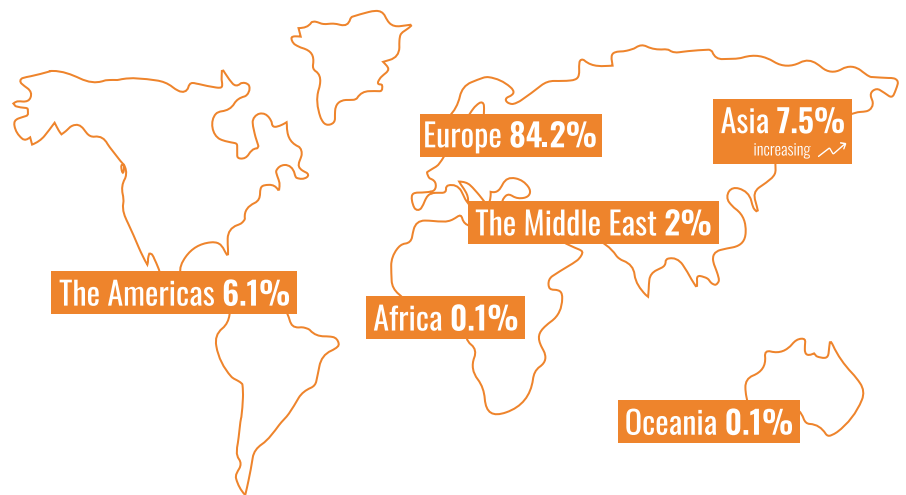 Europe 84.2%
Asia 7.5%
increasing
The Middle East 2%
The Americas 6.1%
Africa 0.1%
Oceania 0.1%